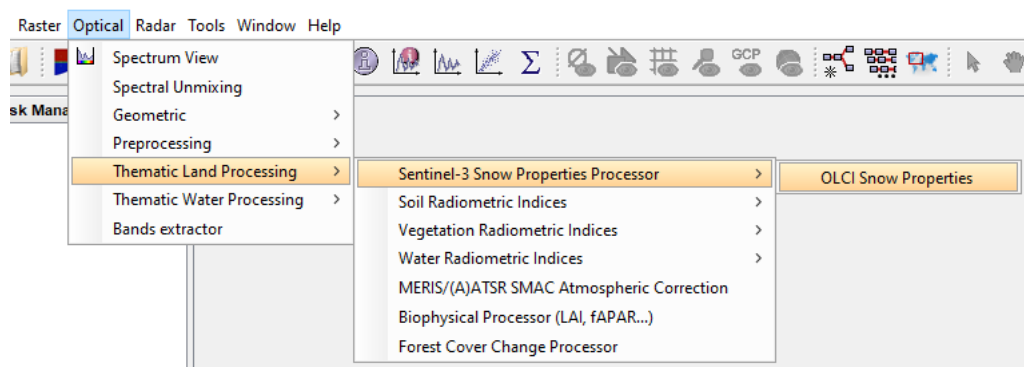 Raster Optical Radar Tools Window Help
GCP
sk Mana
Spectrum View
Spectral Unmixing
Geometric
Preprocessing
Thematic Land Processing
Thematic Water Processing
Bands extractor
Sentinel-3 Snow Properties Processor
Soil Radiometric Indices
Vegetation Radiometric Indices
Water Radiometric Indices
MERIS/(A)ATSR SMAC Atmospheric Correction
Biophysical Processor (LAI, fAPAR...)
Forest Cover Change Processor
OLCI Snow Properties